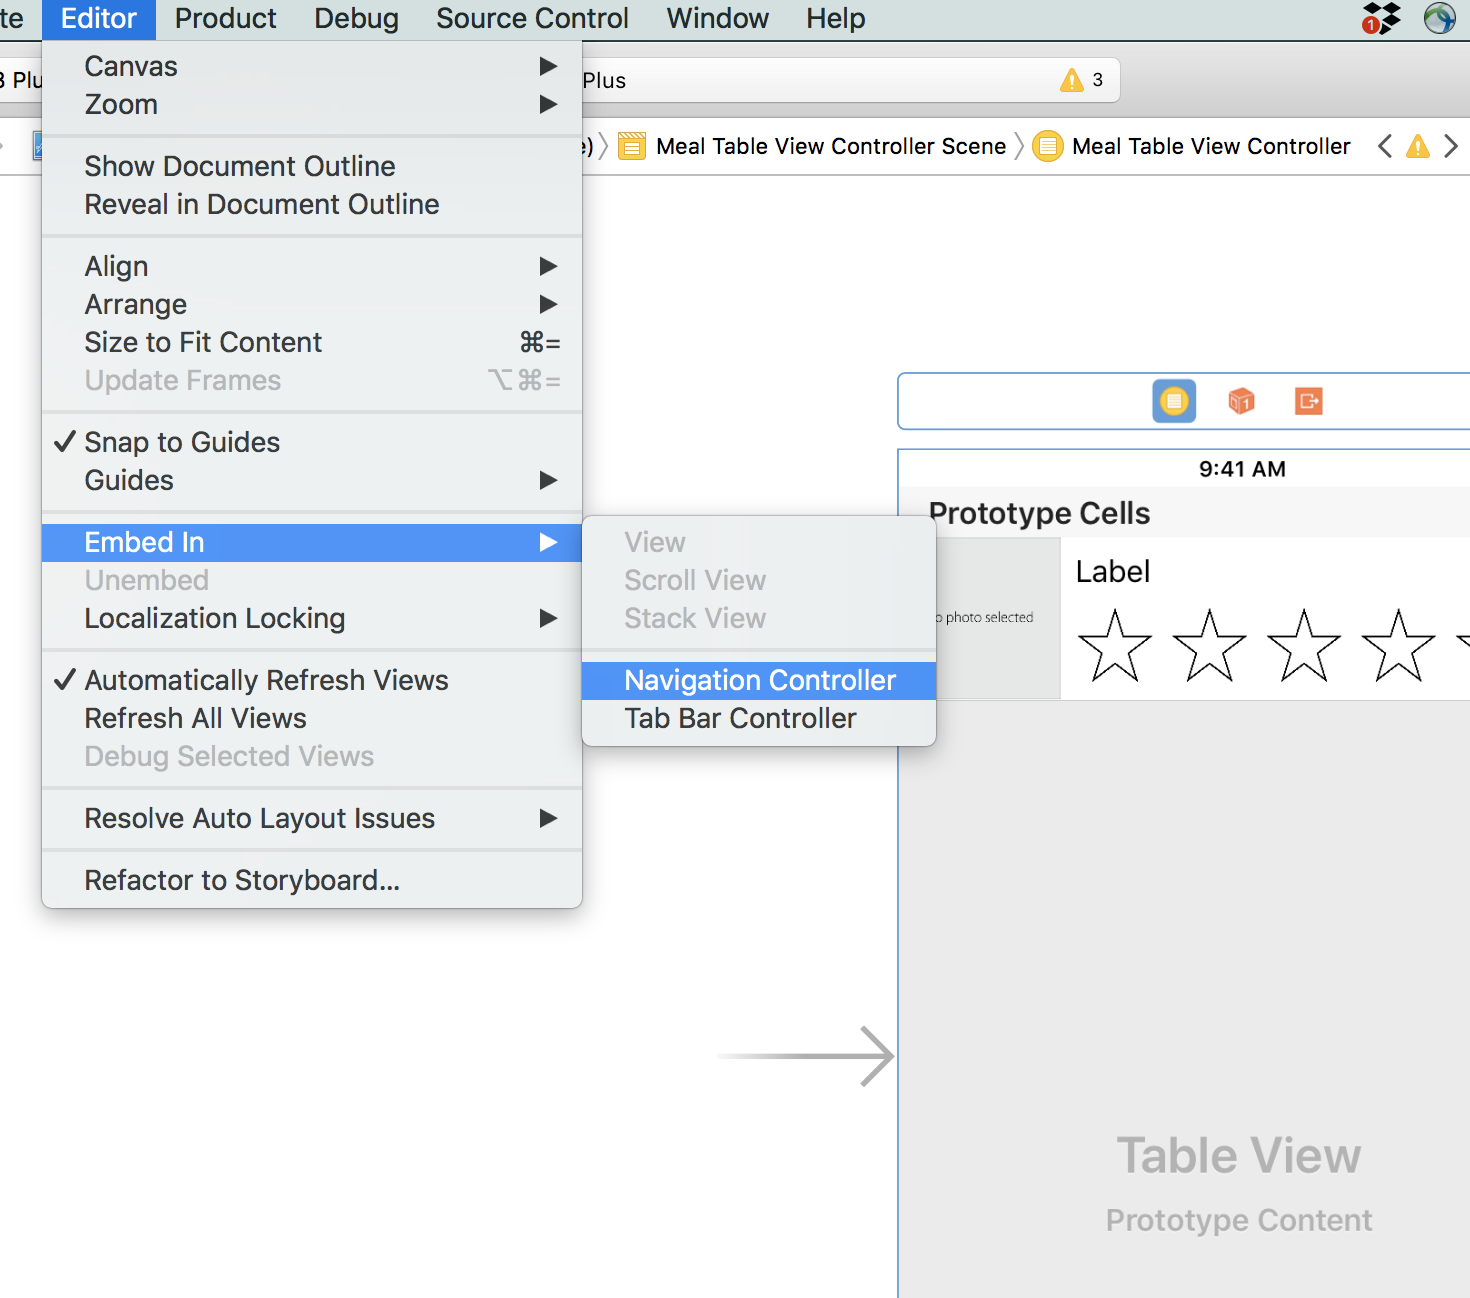 Editor Product Debug Source Control Window Help
1
Plus
3
Meal Table View Controller Scene
Meal Table View Controller
Canvas
Zoom
Show Document Outline
Reveal in Document Outline
Align
Arrange
Size to Fit Content ⌘=
Update Frames ⌥⌘=
✓ Snap to Guides
Guides
Embed In
Unembed
Localization Locking
✓ Automatically Refresh Views
Refresh All Views
Debug Selected Views
Resolve Auto Layout Issues
Refactor to Storyboard...
View
Scroll View
Stack View
Navigation Controller
Tab Bar Controller
1
9:41 AM
Prototype Cells
Label
photo selected
Table View
Prototype Content